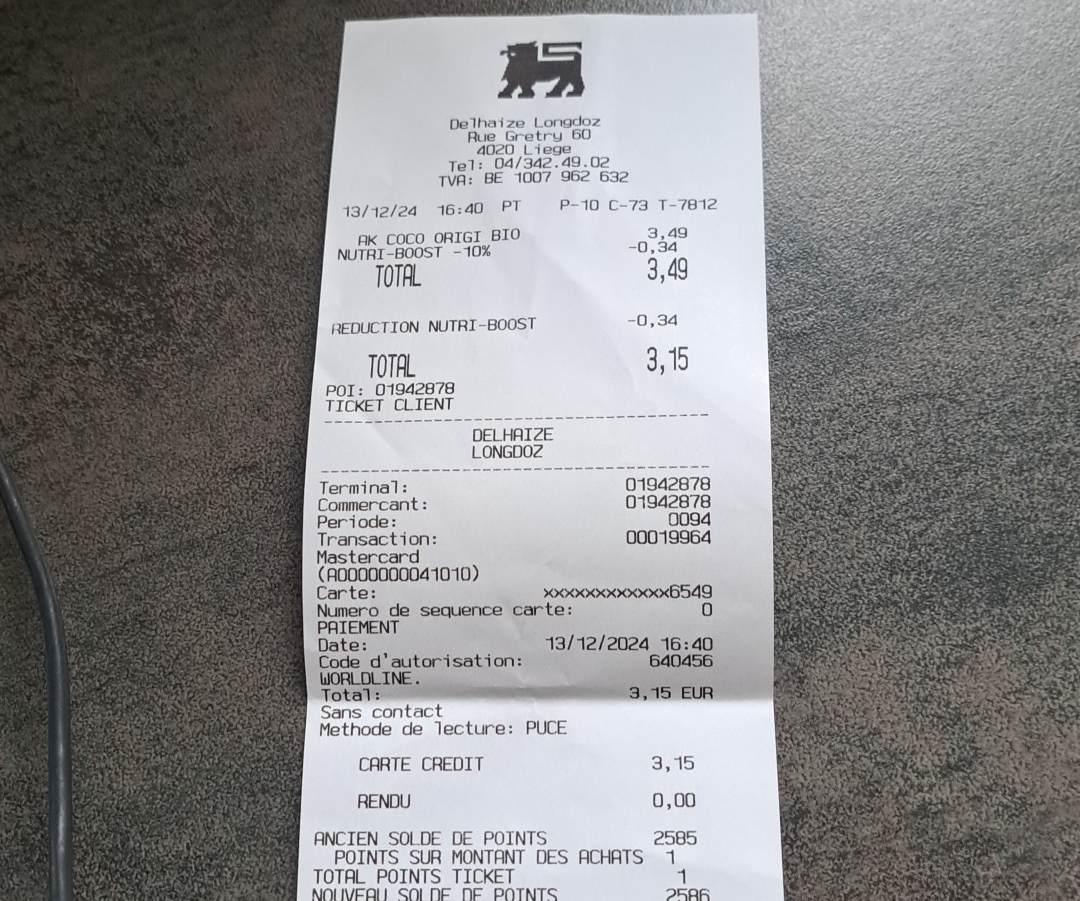 Delhaize Longdoz
Rue Gretry 60
4020 Liege
Tel: 04/342.49.02
TVA: BE 1007 962 632
13/12/24 16:40 PT P-10 C-73 T-7812
AK COCO ORIGI BIO 3,49
NUTRI-BOOST -10% -0,34
TOTAL 3,49
REDUCTION NUTRI-BOOST -0,34
TOTAL 3,15
POI: 01942878
TICKET CLIENT
DELHAIZE
LONGDOZ
Terminal: 01942878
Commercant: 01942878
Periode: 0094
Transaction: 00019964
Mastercard
(A0000000041010)
Carte: xxxxxxxxxxxx6549
Numero de sequence carte: 0
PAIEMENT
Date: 13/12/2024 16:40
Code d'autorisation: 640456
WORLDLINE.
Total: 3,15 EUR
Sans contact
Methode de lecture: PUCE
CARTE CREDIT 3,15
RENDU 0,00
ANCIEN SOLDE DE POINTS 2585
POINTS SUR MONTANT DES ACHATS 1
TOTAL POINTS TICKET 1
NOUVEAU SOLDE DE POINTS 2586